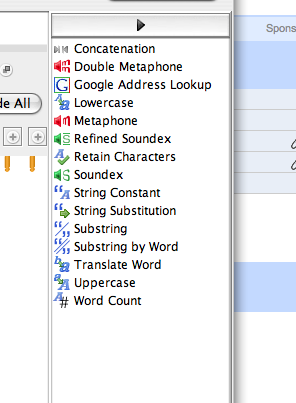 Spons
de All
Concatenation
Double Metaphone
Google Address Lookup
Lowercase
Metaphone
Refined Soundex
Retain Characters
Soundex
String Constant
String Substitution
Substring
Substring by Word
Translate Word
Uppercase
Word Count